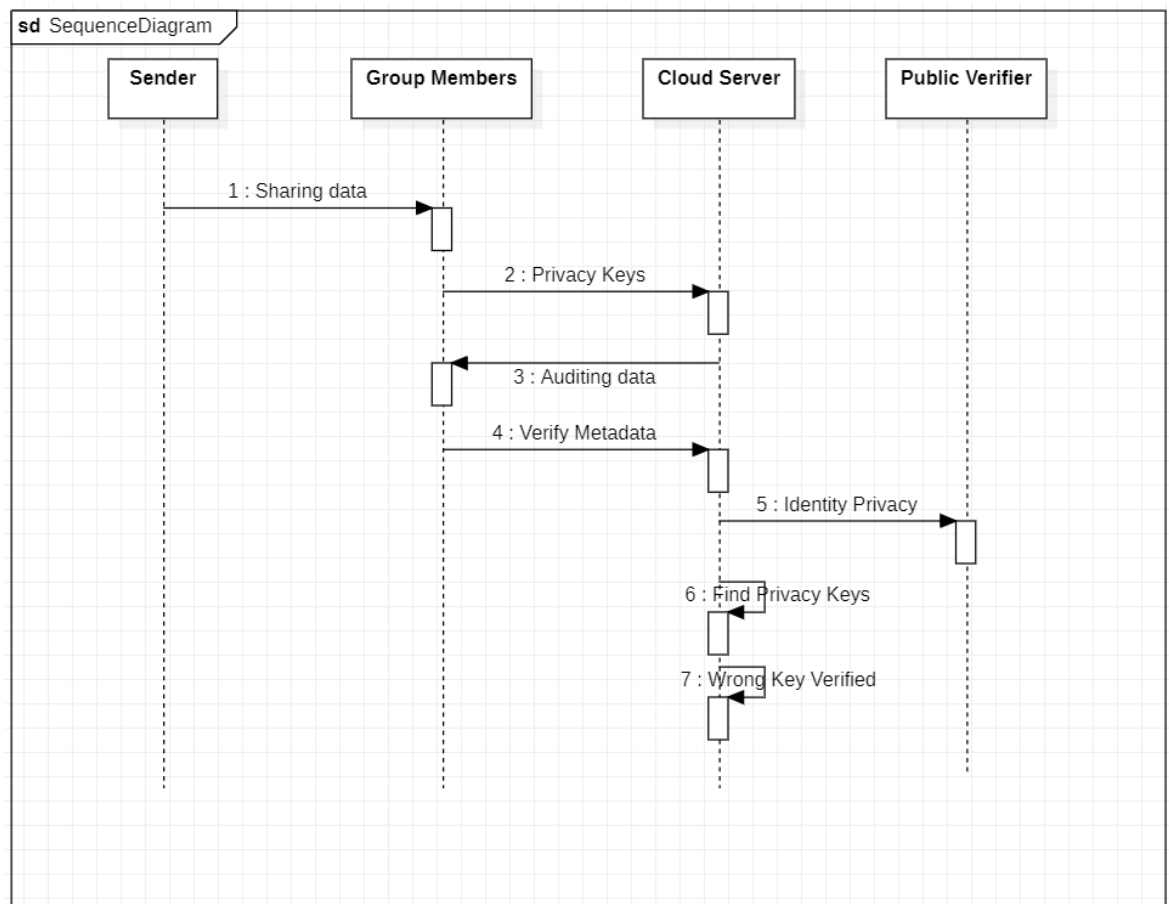 sd SequenceDiagram
Sender
Group Members
Cloud Server
Public Verifier
1 : Sharing data
2 : Privacy Keys
3 : Auditing data
4 : Verify Metadata
5 : Identity Privacy
6 : Find Privacy Keys
7 : Wrong Key Verified